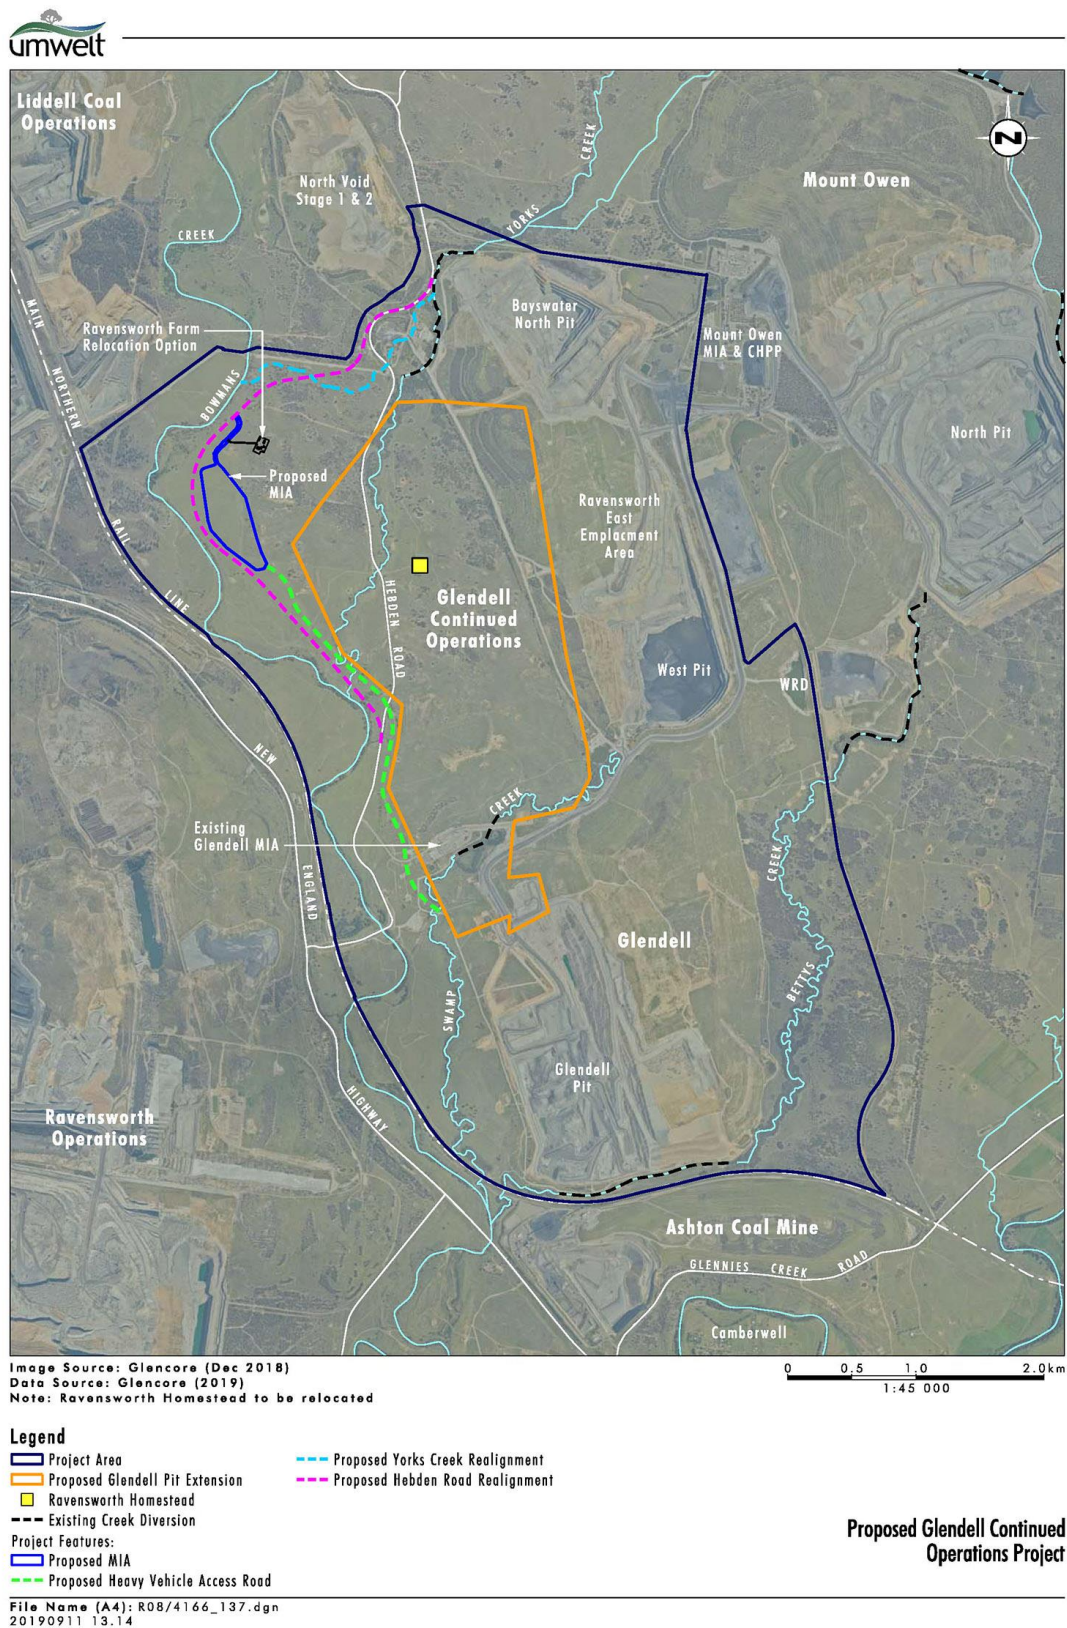 umwelt
Liddell Coal
Operations
North Void
Stage 1 & 2
CREEK
YORKS
CREEK
Mount Owen
N
MAIN
NORTHERN
RAIL
LINE
Ravensworth Farm
Relocation Option
BOWMANS
Bayswater
North Pit
Mount Owen
MIA & CHPP
North Pit
Proposed
MIA
Ravensworth
East
Emplacment
Area
HEBDEN ROAD
Glendell
Continued
Operations
West Pit
WRD
NEW
ENGLAND
HIGHWAY
CREEK
Existing
Glendell MIA
CREEK
BETTYS
Glendell
SWAMP
Glendell
Pit
Ravensworth
Operations
Ashton Coal Mine
GLENNIES CREEK ROAD
Camberwell
Image Source: Glencore (Dec 2018)
Data Source: Glencore (2019)
Note: Ravensworth Homestead to be relocated
0 0.5 1.0 2.0km
1:45 000
Legend
Project Area
Proposed Glendell Pit Extension
Ravensworth Homestead
Existing Creek Diversion
Project Features:
Proposed MIA
Proposed Heavy Vehicle Access Road
Proposed Yorks Creek Realignment
Proposed Hebden Road Realignment
Proposed Glendell Continued
Operations Project
File Name (A4): R08/4166_137.dgn
20190911 13.14